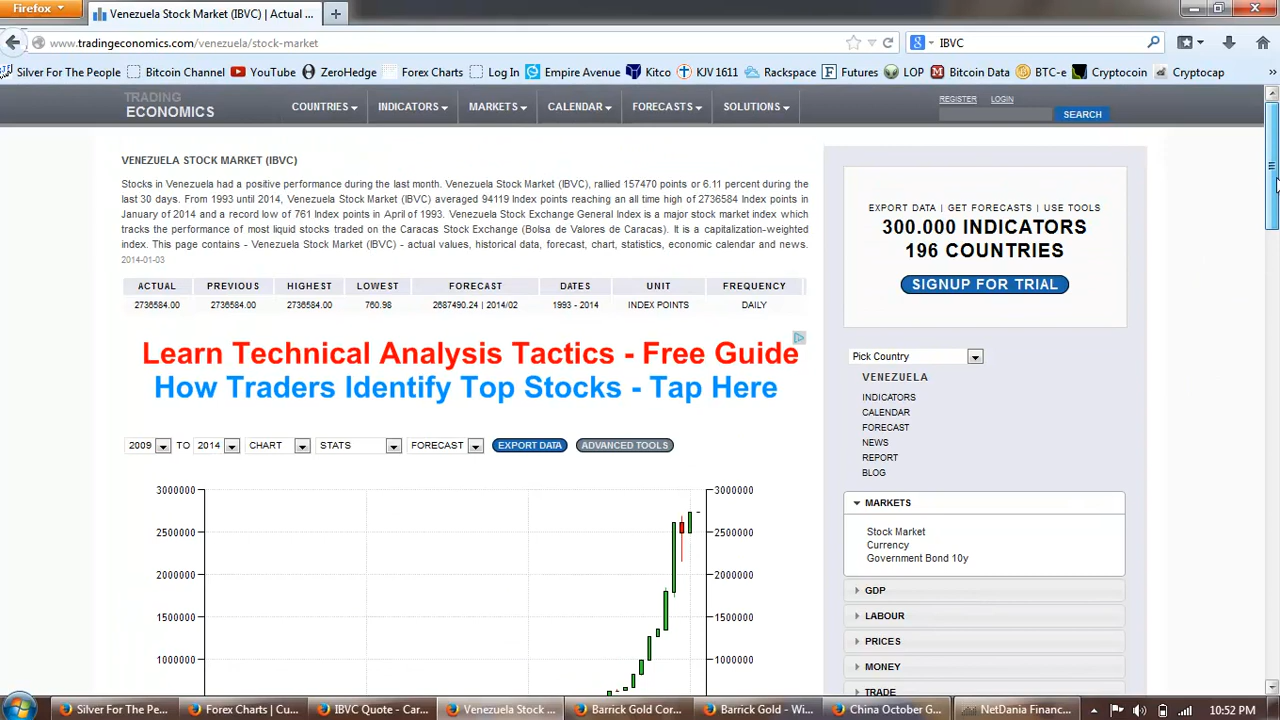 Firefox
Venezuela Stock Market (IBVC) | Actual ...
www.tradingeconomics.com/venezuela/stock-market
IBVC
Silver For The People
Bitcoin Channel
YouTube
ZeroHedge
Forex Charts
Log In
Empire Avenue
Kitco
KJV 1611
Rackspace
Futures
LOP
Bitcoin Data
BTC-e
Cryptocoin
Cryptocap
TRADING
ECONOMICS
COUNTRIES
INDICATORS
MARKETS
CALENDAR
FORECASTS
SOLUTIONS
REGISTER
LOGIN
SEARCH
VENEZUELA STOCK MARKET (IBVC)
Stocks in Venezuela had a positive performance during the last month. Venezuela Stock Market (IBVC), rallied 157470 points or 6.11 percent during the
last 30 days. From 1993 until 2014, Venezuela Stock Market (IBVC) averaged 94119 Index points reaching an all time high of 2736584 Index points in
January of 2014 and a record low of 761 Index points in April of 1993. Venezuela Stock Exchange General Index is a major stock market index which
tracks the performance of most liquid stocks traded on the Caracas Stock Exchange (Bolsa de Valores de Caracas). It is a capitalization-weighted
index. This page contains - Venezuela Stock Market (IBVC) - actual values, historical data, forecast, chart, statistics, economic calendar and news.
2014-01-03
ACTUAL PREVIOUS HIGHEST LOWEST FORECAST DATES UNIT FREQUENCY
2736584.00 2736584.00 2736584.00 760.98 2687490.24 | 2014/02 1993 - 2014 INDEX POINTS DAILY
Learn Technical Analysis Tactics - Free Guide
How Traders Identify Top Stocks - Tap Here
2009 TO 2014 CHART STATS FORECAST EXPORT DATA ADVANCED TOOLS
3000000 3000000
2500000 2500000
2000000 2000000
1500000 1500000
1000000 1000000
EXPORT DATA | GET FORECASTS | USE TOOLS
300.000 INDICATORS
196 COUNTRIES
SIGNUP FOR TRIAL
Pick Country
VENEZUELA
INDICATORS
CALENDAR
FORECAST
NEWS
REPORT
BLOG
MARKETS
Stock Market
Currency
Government Bond 10y
GDP
LABOUR
PRICES
MONEY
TRADE
Silver For The Pe...
Forex Charts | Cu...
IBVC Quote - Car...
Venezuela Stock ...
Barrick Gold Cor...
Barrick Gold - Wi...
China October G...
NetDania Financ...
10:52 PM